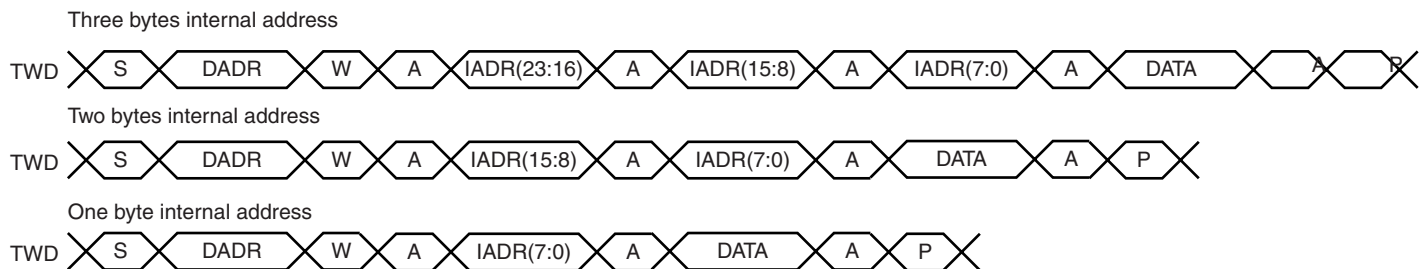 Three bytes internal address
TWD S DADR W A IADR(23:16) A IADR(15:8) A IADR(7:0) A DATA A P
Two bytes internal address
TWD S DADR W A IADR(15:8) A IADR(7:0) A DATA A P
One byte internal address
TWD S DADR W A IADR(7:0) A DATA A P